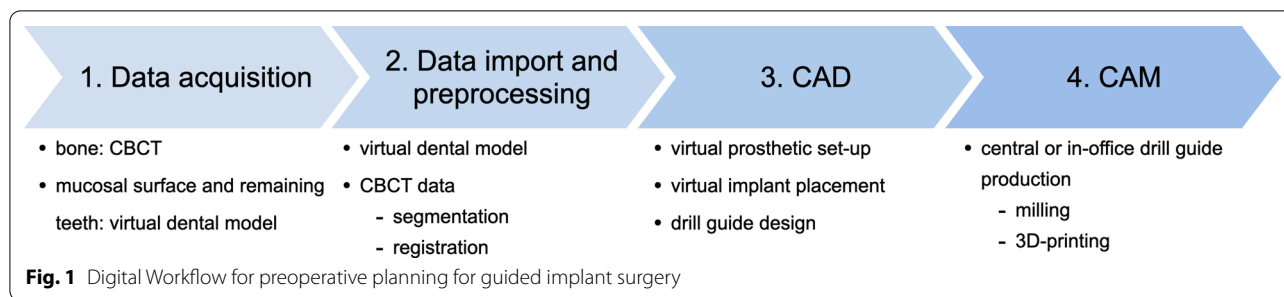 1. Data acquisition
• bone: CBCT
• mucosal surface and remaining
teeth: virtual dental model
2. Data import and
preprocessing
• virtual dental model
• CBCT data
- segmentation
- registration
3. CAD
• virtual prosthetic set-up
• virtual implant placement
• drill guide design
4. CAM
• central or in-office drill guide
production
- milling
- 3D-printing
Fig. 1 Digital Workflow for preoperative planning for guided implant surgery